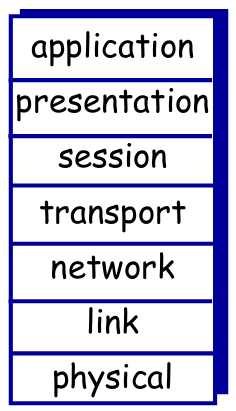 application
presentation
session
transport
network
link
physical